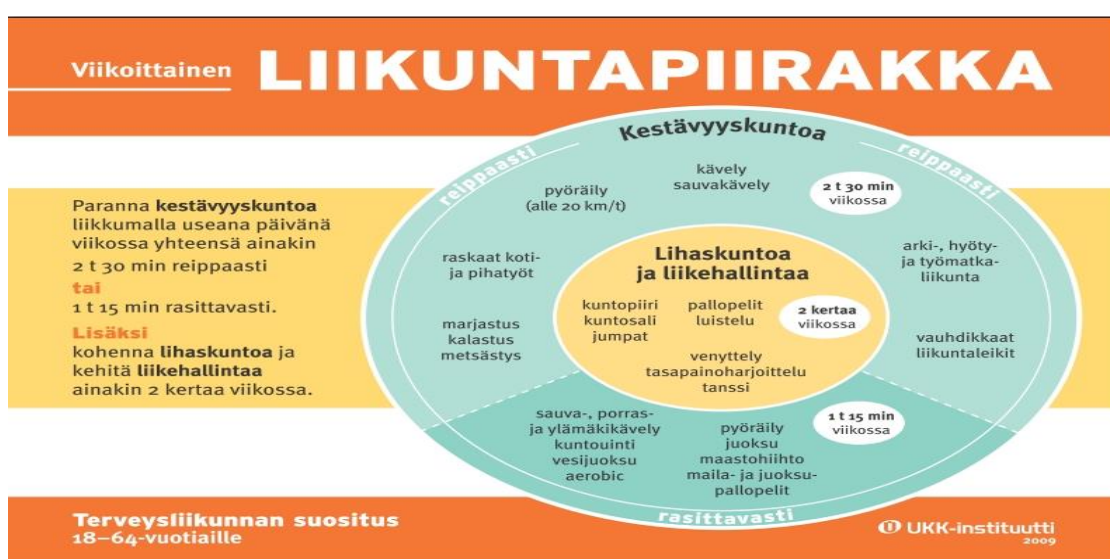 Viikoittainen LIIKUNTAPIIRAKKA
Paranna kestävyyskuntoa
liikkumalla useana päivänä
viikossa yhteensä ainakin
2 t 30 min reippaasti
tai
1 t 15 min rasittavasti.
Lisäksi
kohenna lihaskuntoa ja
kehitä liikehallintaa
ainakin 2 kertaa viikossa.
Kestävyyskuntoa
reippaasti
reippaasti
kävely
sauvakävely
2 t 30 min
viikossa
pyöräily
(alle 20 km/t)
raskaat koti-
ja pihatyöt
marjastus
kalastus
metsästys
arki-, hyöty-
ja työmatka-
liikunta
vauhdikkaat
liikuntaleikit
Lihaskuntoa
ja liikehallintaa
kuntopiiri
kuntosali
jumpat
pallopelit
luistelu
2 kertaa
viikossa
venyttely
tasapainoharjoittelu
tanssi
sauva-, porras-
ja ylämäkikävely
kuntouinti
vesijuoksu
aerobic
pyöräily
juoksu
maastohiihto
maila- ja juoksu-
pallopelit
1 t 15 min
viikossa
rasittavasti
Terveysliikunnan suositus
18–64-vuotiaille
UKK-instituutti
2009